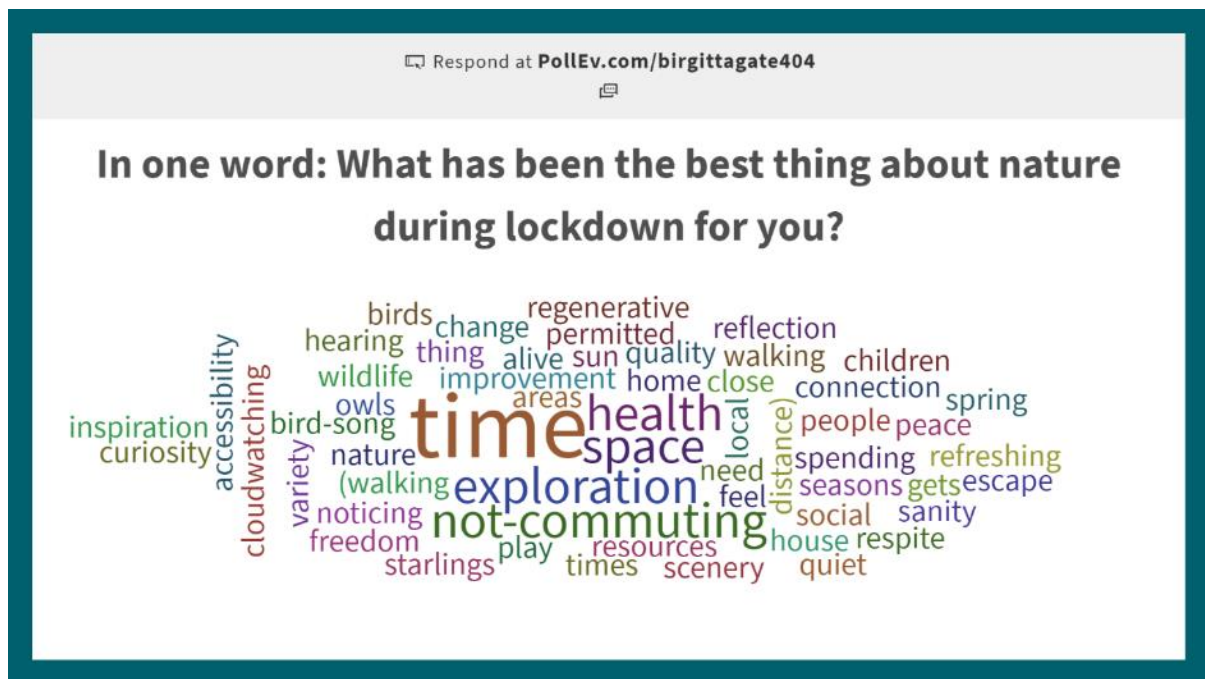 Respond at PollEv.com/birgittagate404
In one word: What has been the best thing about nature
during lockdown for you?
birds
regenerative
change
permitted
reflection
hearing
thing
alive
sun
quality
walking
children
accessibility
cloudwatching
wildlife
improvement
home
close
connection
spring
areas
owls
time
health
local
distance)
people
peace
inspiration
bird-song
curiosity
variety
nature
space
need
spending
refreshing
(walking
exploration
feel
seasons
gets
escape
noticing
not-commuting
social
sanity
freedom
play
resources
house
respite
starlings
times
scenery
quiet